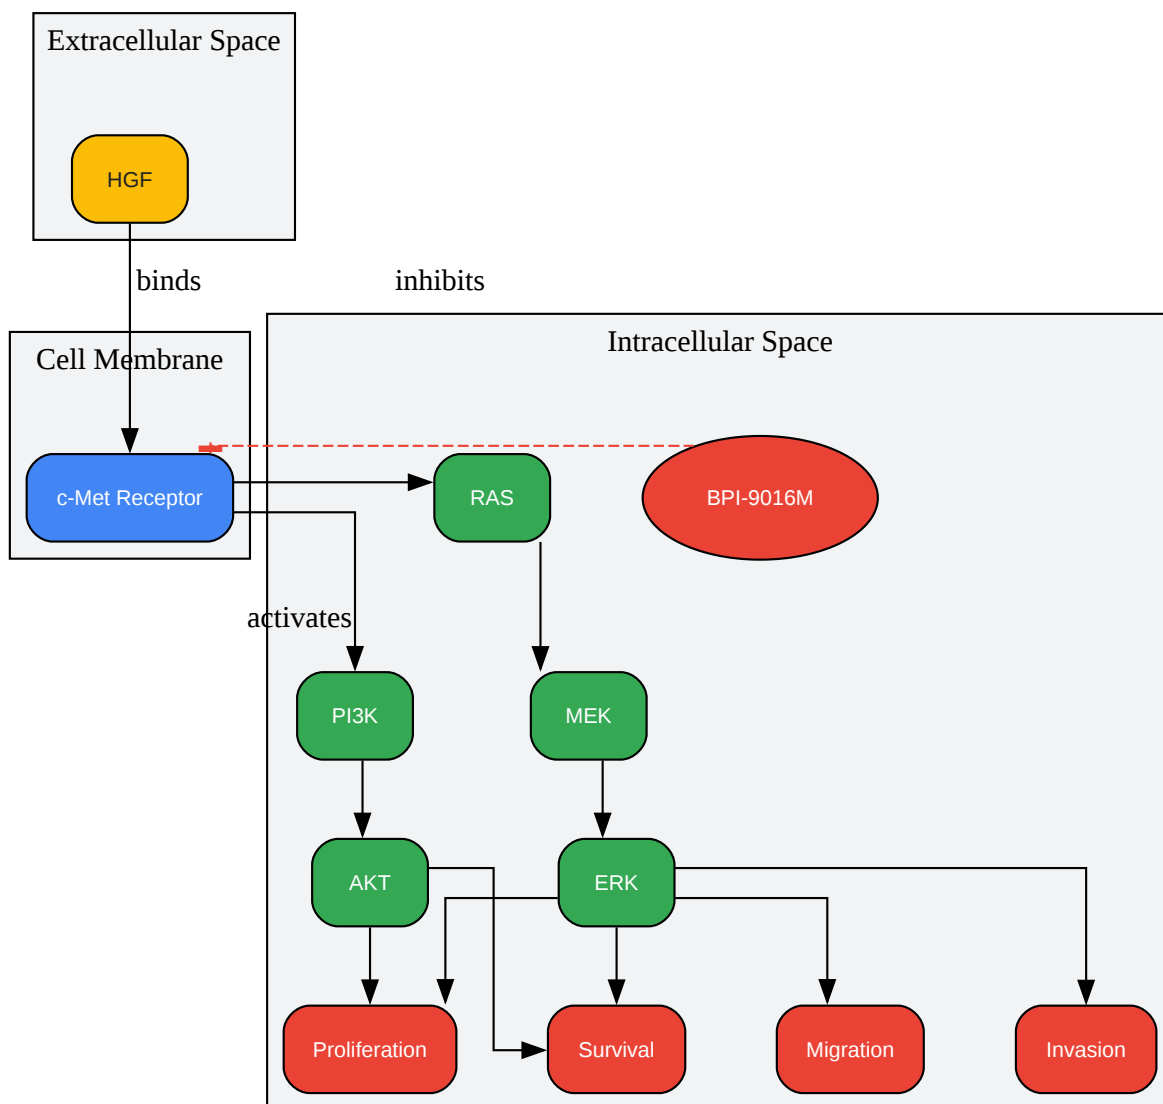 Extracellular Space
HGF
binds
inhibits
Cell Membrane
Intracellular Space
c-Met Receptor
RAS
BPI-9016M
activates
PI3K
MEK
AKT
ERK
Proliferation
Survival
Migration
Invasion